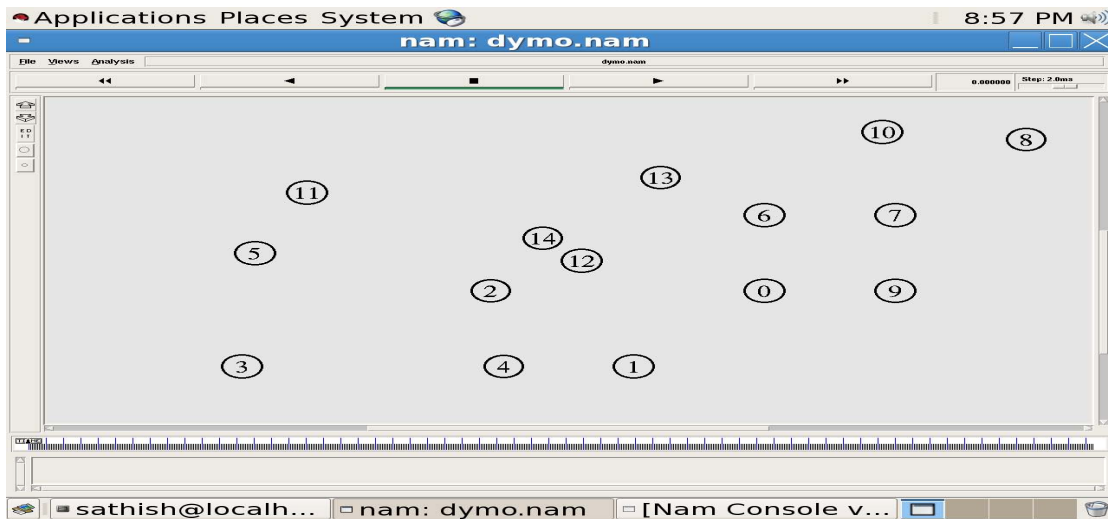 Applications Places System 8:57 PM
nam: dymo.nam
File Views Analysis dymo.nam
0.000000 Step: 2.0ms
E D
I T
10
8
13
11
6 7
14
5
12
2 0 9
3 4 1
TIME
sathish@localh... nam: dymo.nam [Nam Console v...